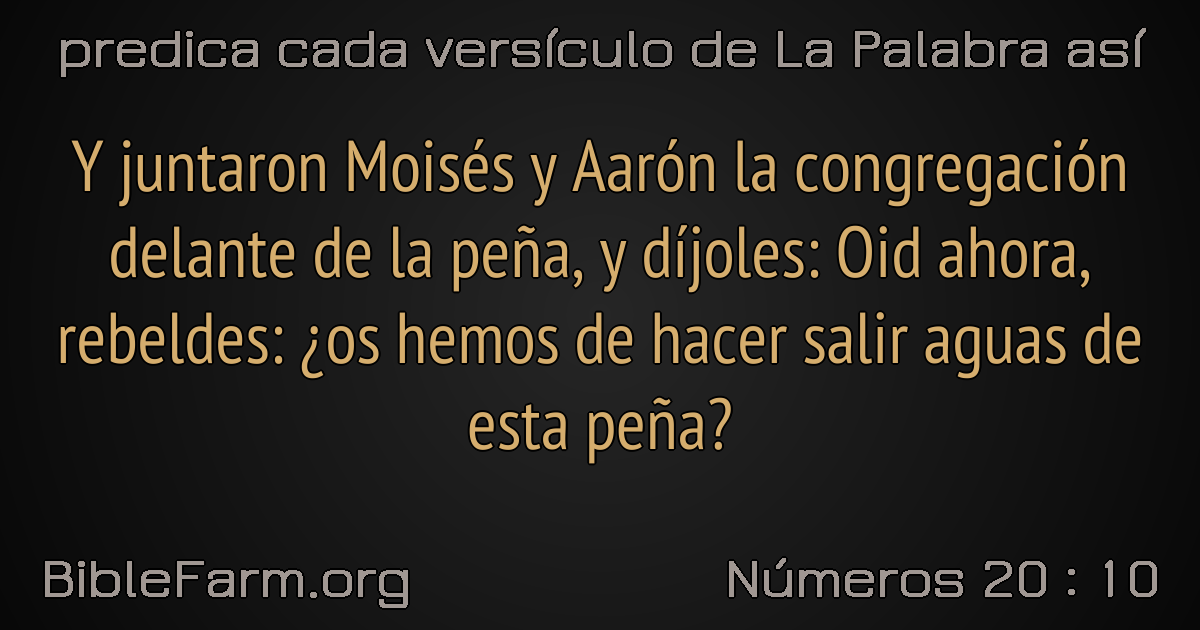 predica cada versículo de La Palabra así
Y juntaron Moisés y Aarón la congregación
delante de la peña, y díjoles: Oid ahora,
rebeldes: ¿os hemos de hacer salir aguas de
esta peña?
BibleFarm.org
Números 20 : 10